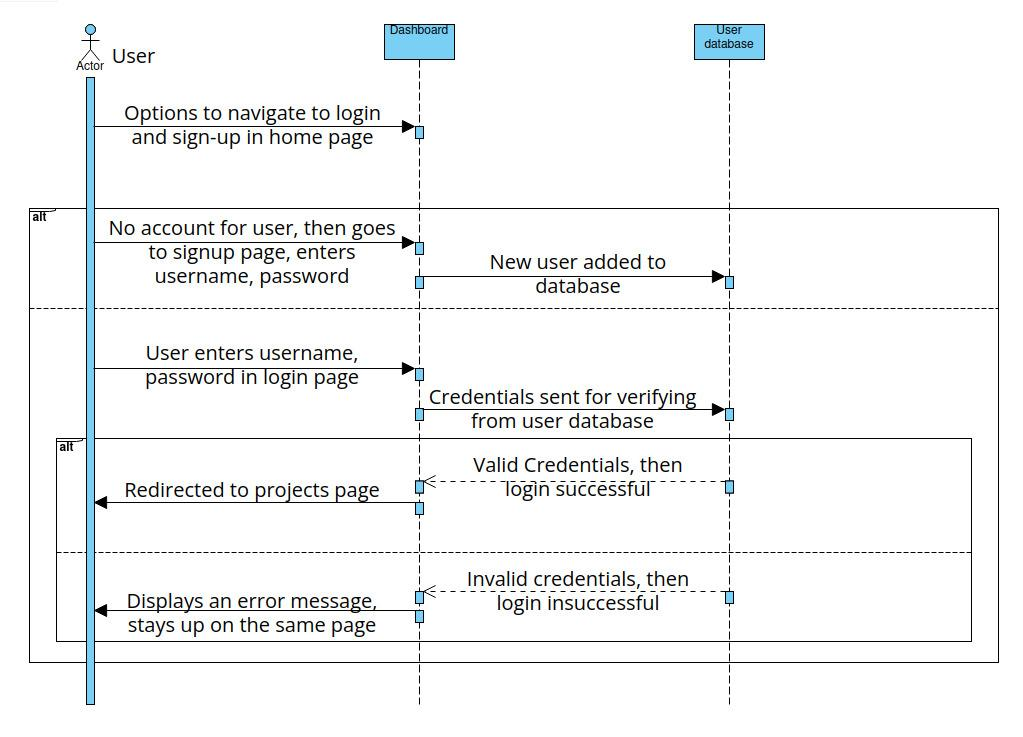 Dashboard
User
database
User
Actor
Options to navigate to login
and sign-up in home page
alt
No account for user, then goes
to signup page, enters
username, password
New user added to
database
User enters username,
password in login page
Credentials sent for verifying
from user database
alt
Valid Credentials, then
login successful
Redirected to projects page
Invalid credentials, then
login insuccessful
Displays an error message,
stays up on the same page